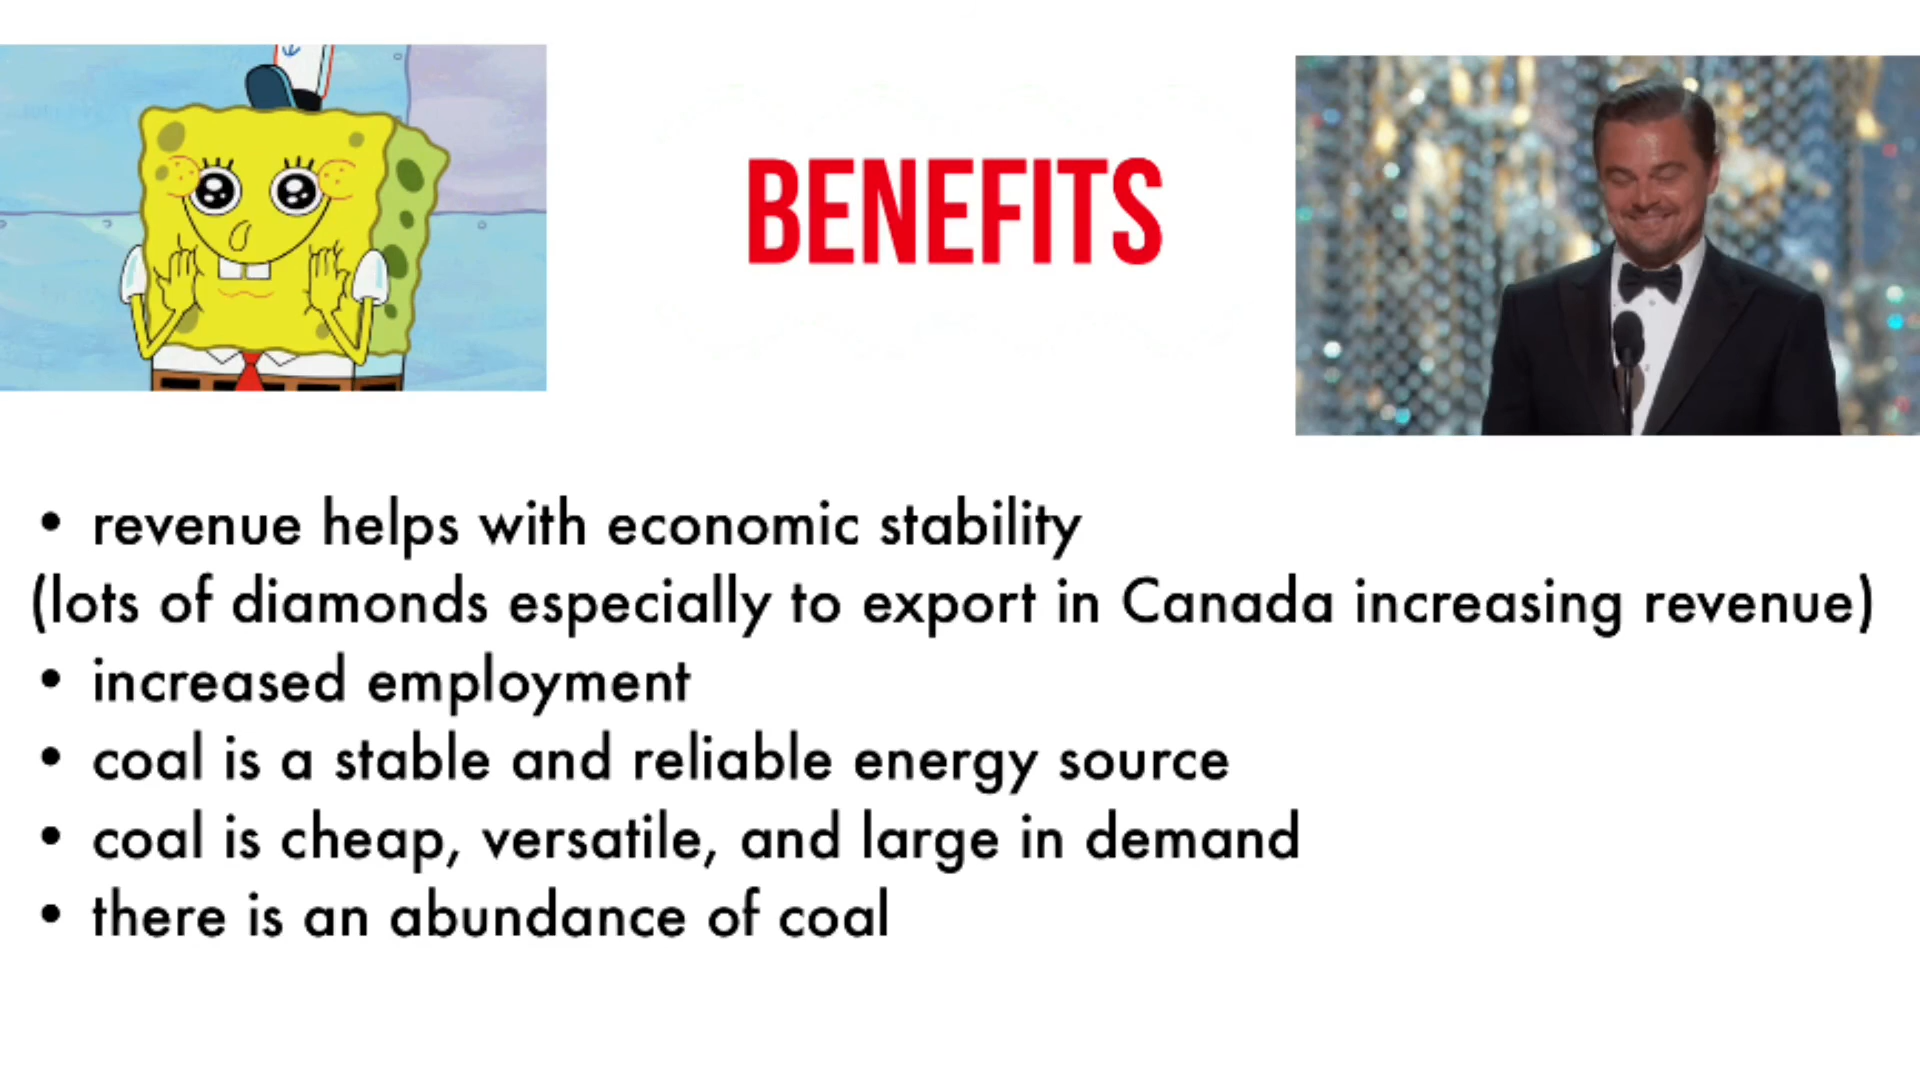 BENEFITS
• revenue helps with economic stability
(lots of diamonds especially to export in Canada increasing revenue)
• increased employment
• coal is a stable and reliable energy source
• coal is cheap, versatile, and large in demand
• there is an abundance of coal